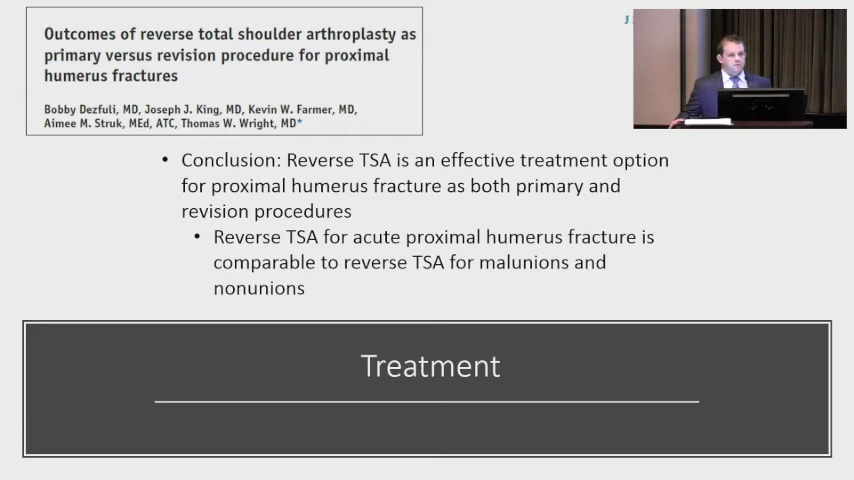 Outcomes of reverse total shoulder arthroplasty as
primary versus revision procedure for proximal
humerus fractures
Bobby Dezfuli, MD, Joseph J. King, MD, Kevin W. Farmer, MD,
Aimee M. Struk, MEd, ATC, Thomas W. Wright, MD*
J
• Conclusion: Reverse TSA is an effective treatment option
for proximal humerus fracture as both primary and
revision procedures
• Reverse TSA for acute proximal humerus fracture is
comparable to reverse TSA for malunions and
nonunions
Treatment